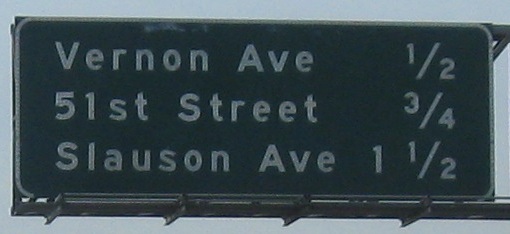 Vernon Ave 1/2
51st Street 3/4
Slauson Ave 1 1/2